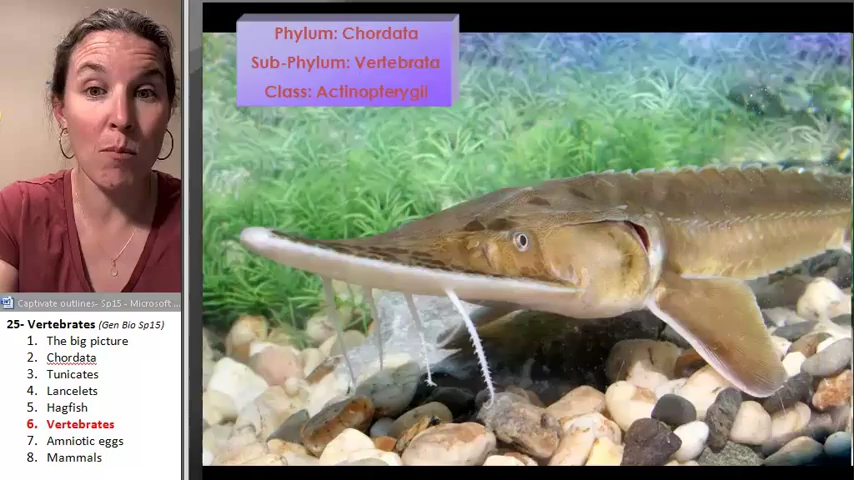 Phylum: Chordata
Sub-Phylum: Vertebrata
Class: Actinopterygii
Captivate outlines- Sp15 - Microsoft ...
25- Vertebrates (Gen Bio Sp15)
1. The big picture
2. Chordata
3. Tunicates
4. Lancelets
5. Hagfish
6. Vertebrates
7. Amniotic eggs
8. Mammals